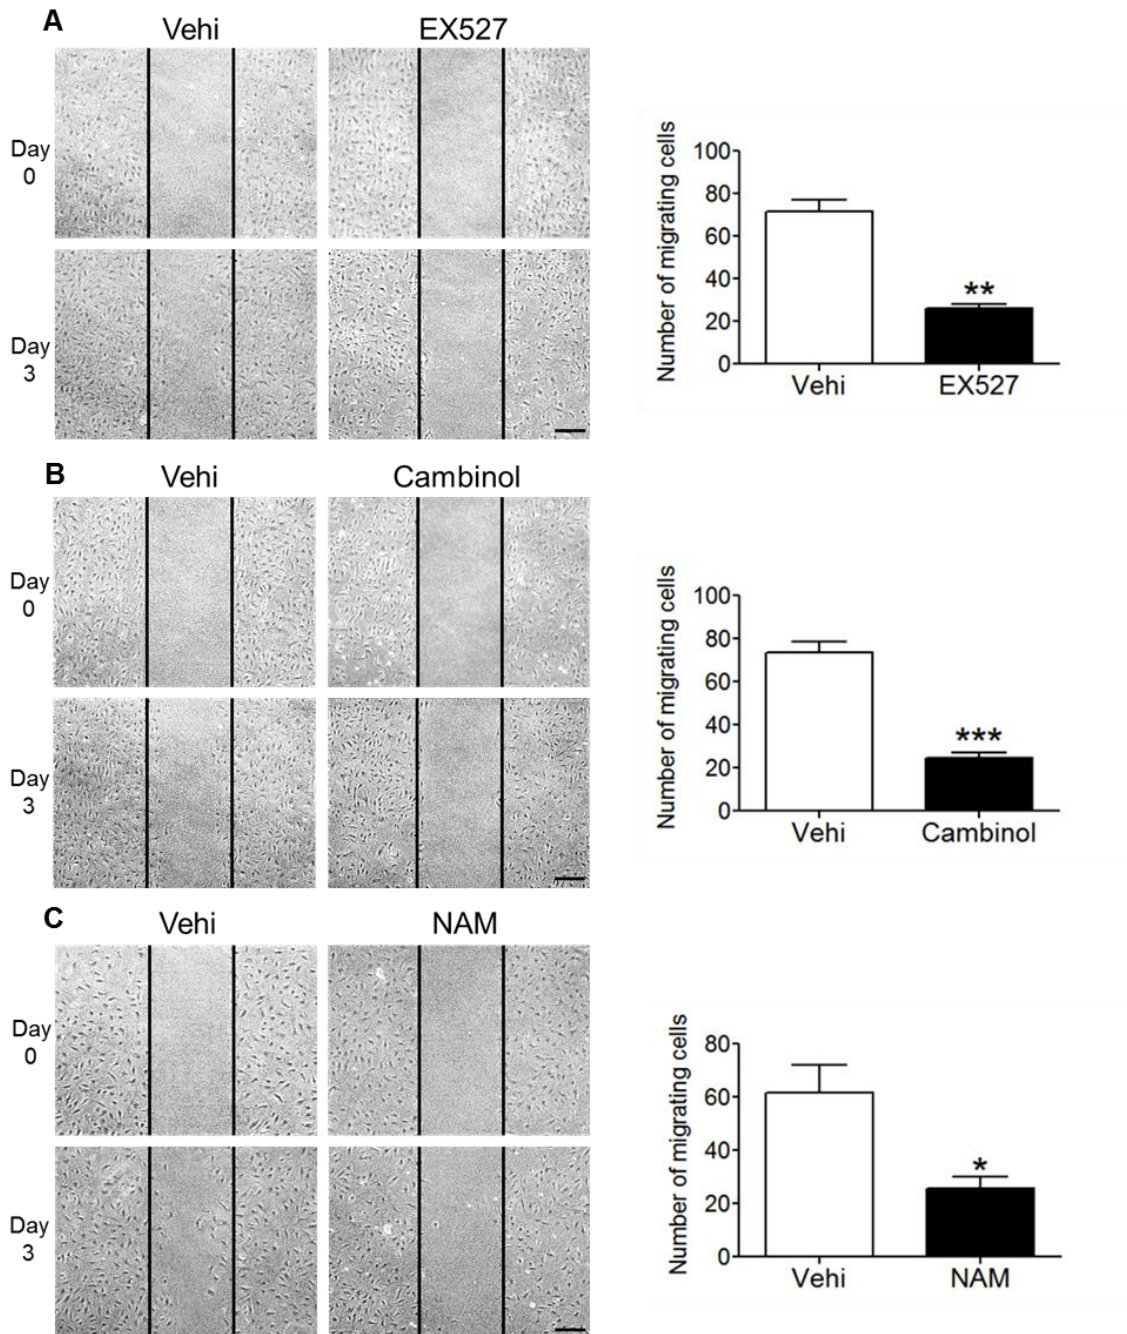 A
Vehi
EX527
Day
0
Day
3
Number of migrating cells
100
80
60
40
20
0
**
Vehi
EX527
B
Vehi
Cambinol
Day
0
Day
3
Number of migrating cells
100
80
60
40
20
0
***
Vehi
Cambinol
C
Vehi
NAM
Day
0
Day
3
Number of migrating cells
80
60
40
20
0
*
Vehi
NAM